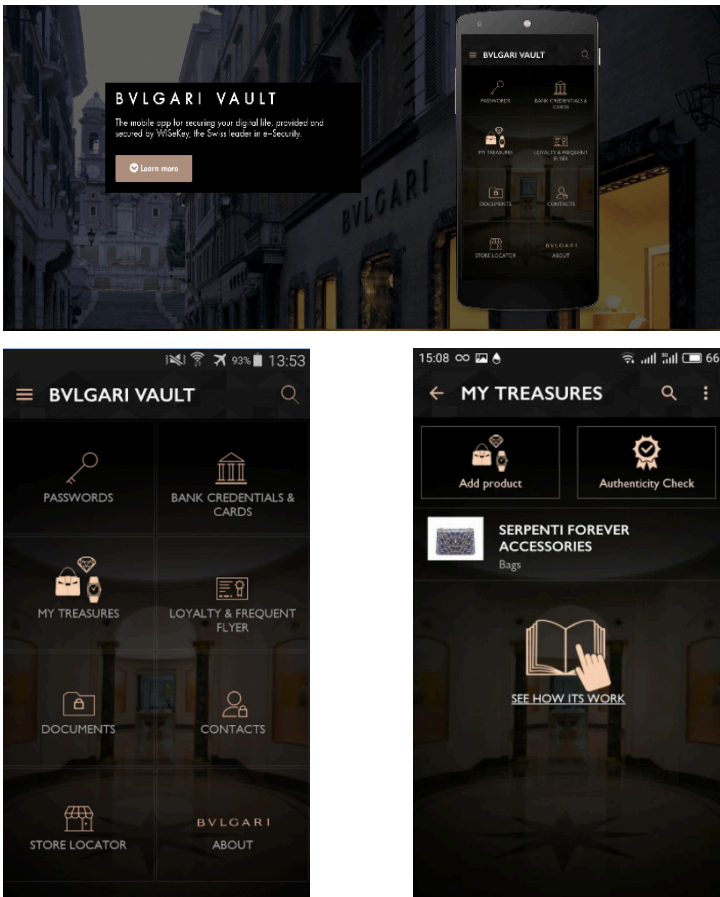 BVLGARI VAULT
The mobile app for securing your digital life, provided and
secured by WISeKey, the Swiss leader in e-Security.
Learn more
BVLGARI
BVLGARI VAULT
PASSWORDS
BANK CREDENTIALS &
CARDS
MY TREASURES
LOYALTY & FREQUENT
FLYER
DOCUMENTS
CONTACTS
STORE LOCATOR
BVLGARI
ABOUT
93% 13:53
BVLGARI VAULT
PASSWORDS
BANK CREDENTIALS &
CARDS
MY TREASURES
LOYALTY & FREQUENT
FLYER
DOCUMENTS
CONTACTS
STORE LOCATOR
BVLGARI
ABOUT
15:08 66
MY TREASURES
Add product
Authenticity Check
SERPENTI FOREVER
ACCESSORIES
Bags
SEE HOW ITS WORK